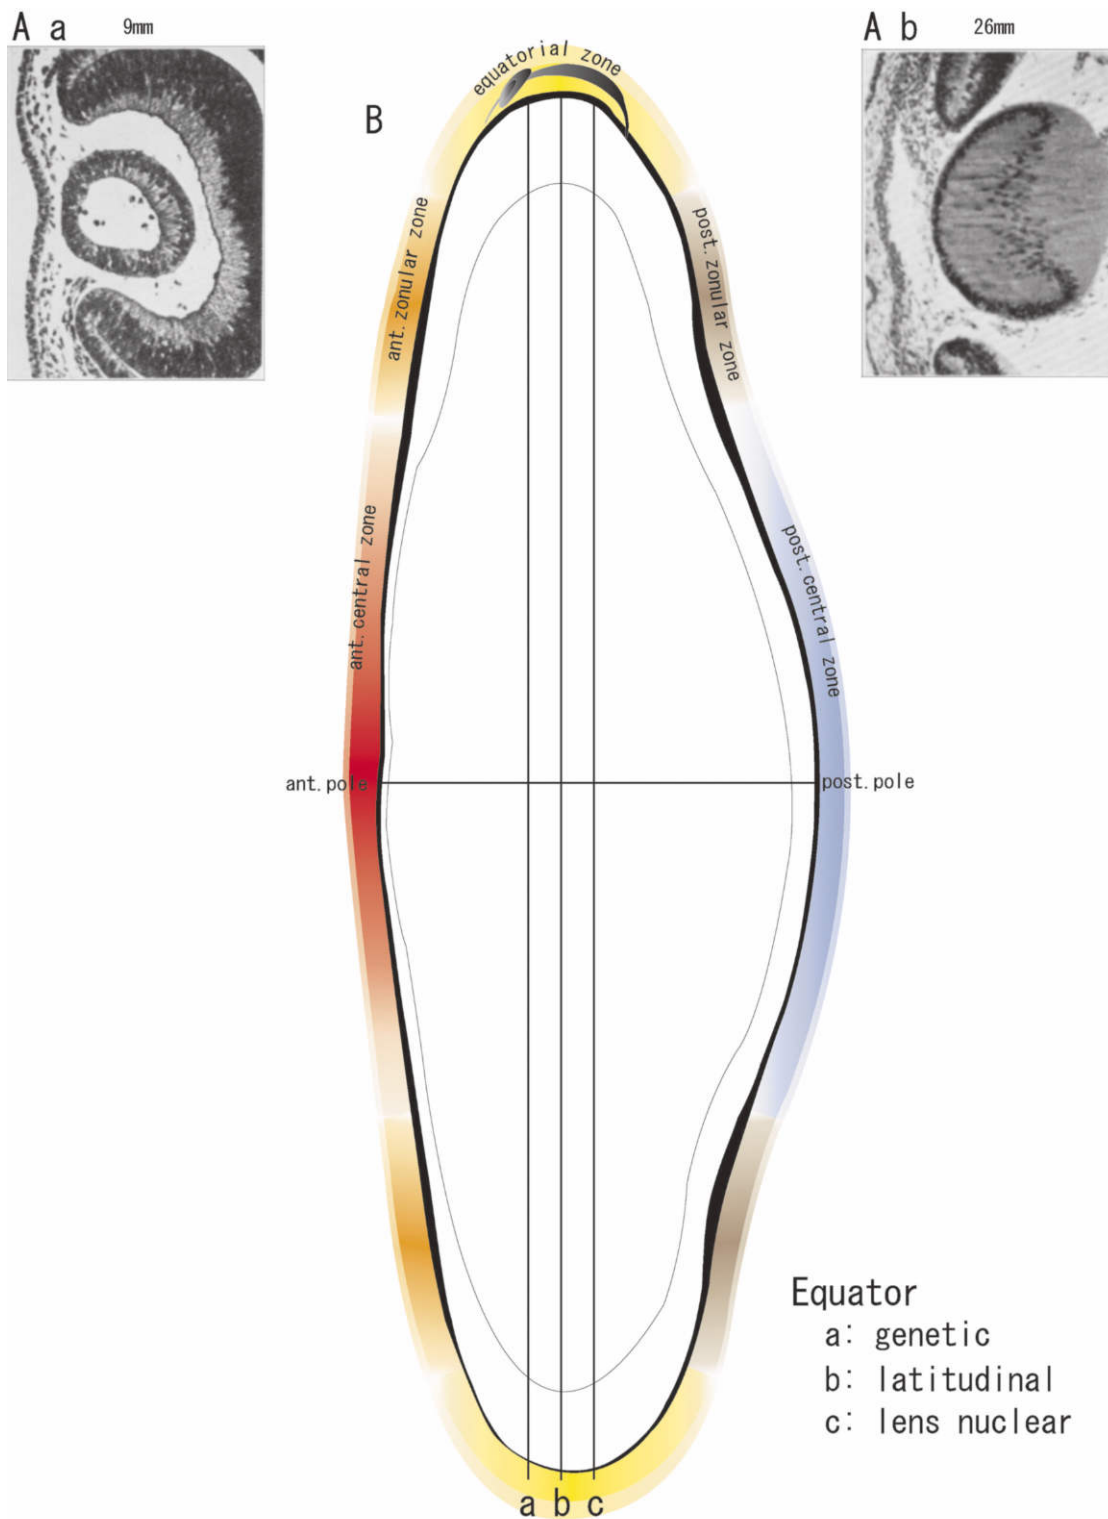 A a
9mm
A b
26mm
B
equatorial zone
ant. zonular zone
post. zonular zone
ant. central zone
post. central zone
ant. pole
post. pole
Equator
a: genetic
b: latitudinal
c: lens nuclear
a b c